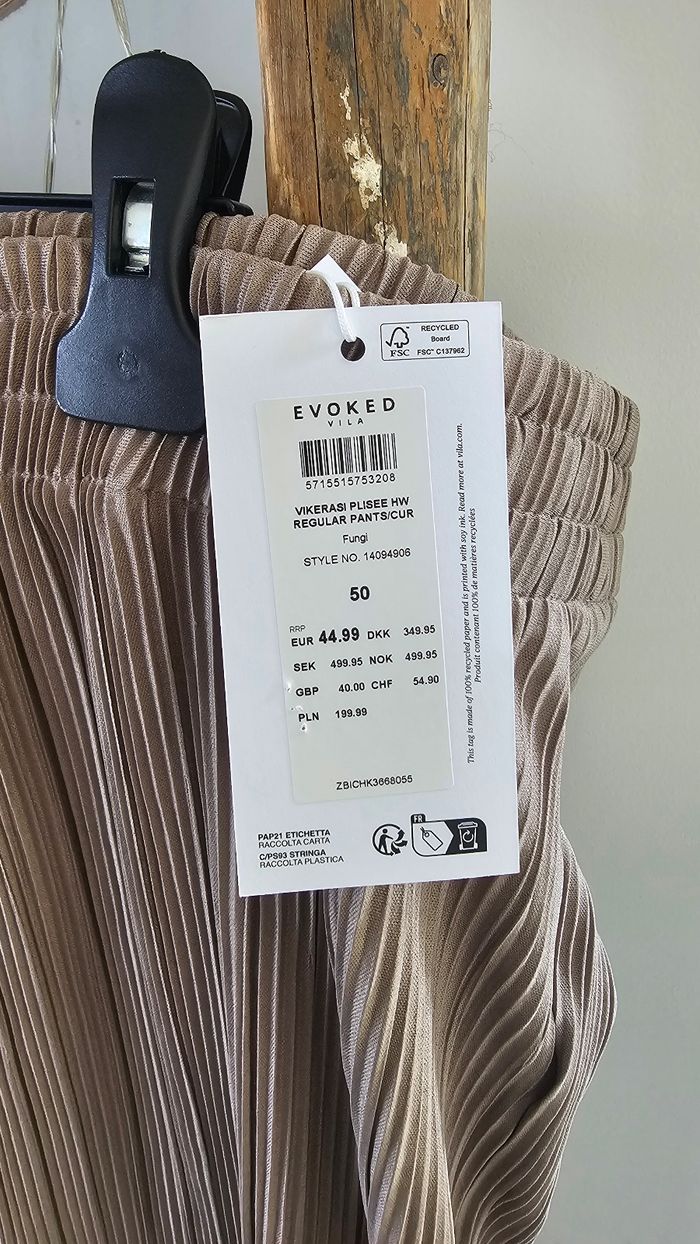 RECYCLED
Board
FSC™ C137962
FSC
EVOKED
VILA
5715515753208
VIKERASI PLISEE HW
REGULAR PANTS/CUR
Fungi
STYLE NO. 14094906
50
RRP
EUR 44.99 DKK 349.95
SEK 499.95 NOK 499.95
GBP 40.00 CHF 54.90
PLN 199.99
ZBICHK3668055
This tag is made of 100% recycled paper and is printed with soy ink. Read more at vila.com.
Produit contenant 100% de matières recyclées
PAP21 ETICHETTA
RACCOLTA CARTA
C/PS93 STRINGA
RACCOLTA PLASTICA
FR